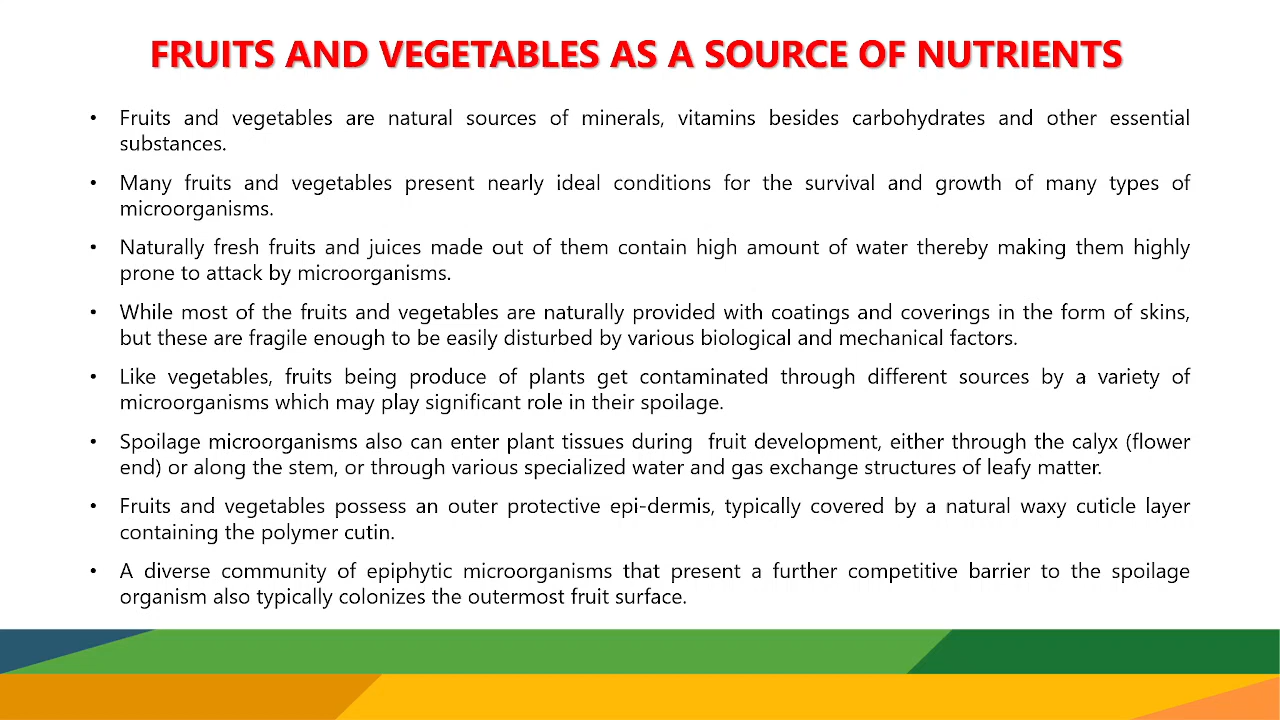 FRUITS AND VEGETABLES AS A SOURCE OF NUTRIENTS
• Fruits and vegetables are natural sources of minerals, vitamins besides carbohydrates and other essential
substances.
• Many fruits and vegetables present nearly ideal conditions for the survival and growth of many types of
microorganisms.
• Naturally fresh fruits and juices made out of them contain high amount of water thereby making them highly
prone to attack by microorganisms.
• While most of the fruits and vegetables are naturally provided with coatings and coverings in the form of skins,
but these are fragile enough to be easily disturbed by various biological and mechanical factors.
• Like vegetables, fruits being produce of plants get contaminated through different sources by a variety of
microorganisms which may play significant role in their spoilage.
• Spoilage microorganisms also can enter plant tissues during  fruit development, either through the calyx (flower
end) or along the stem, or through various specialized water and gas exchange structures of leafy matter.
• Fruits and vegetables possess an outer protective epi-dermis, typically covered by a natural waxy cuticle layer
containing the polymer cutin.
• A diverse community of epiphytic microorganisms that present a further competitive barrier to the spoilage
organism also typically colonizes the outermost fruit surface.